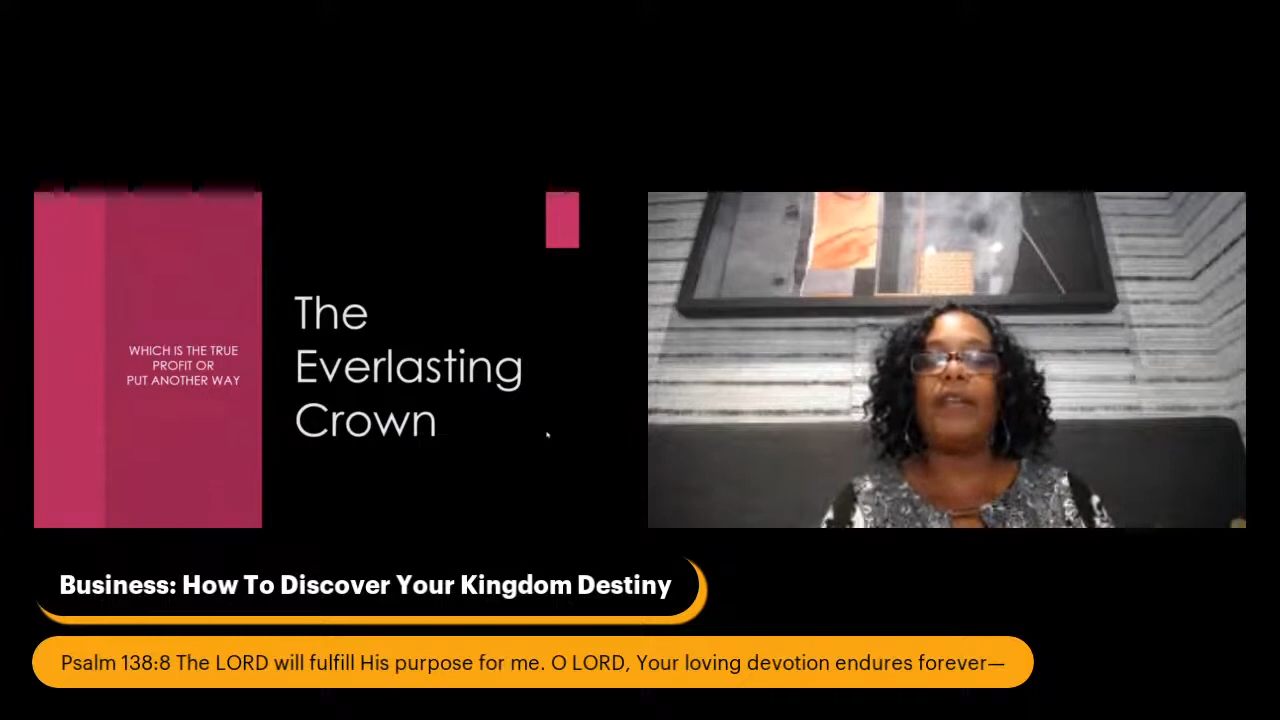 WHICH IS THE TRUE
PROFIT OR
PUT ANOTHER WAY
The
Everlasting
Crown
Business: How To Discover Your Kingdom Destiny
Psalm 138:8 The LORD will fulfill His purpose for me. O LORD, Your loving devotion endures forever—